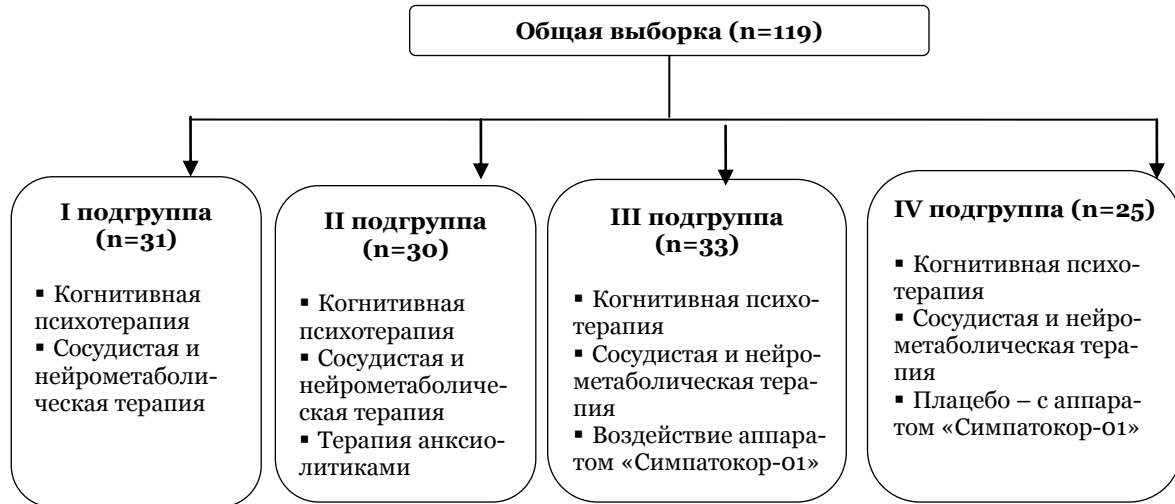 Общая выборка (n=119)
I подгруппа
(n=31)
▪ Когнитивная
психотерапия
▪ Сосудистая и
нейрометаболи-
ческая терапия
II подгруппа
(n=30)
▪ Когнитивная
психотерапия
▪ Сосудистая и
нейрометаболиче-
ская терапия
▪ Терапия анксио-
литиками
III подгруппа
(n=33)
▪ Когнитивная психо-
терапия
▪ Сосудистая и нейро-
метаболическая тера-
пия
▪ Воздействие аппара-
том «Симпатокор-01»
IV подгруппа (n=25)
▪ Когнитивная психо-
терапия
▪ Сосудистая и нейро-
метаболическая тера-
пия
▪ Плацебо – с аппара-
том «Симпатокор-01»